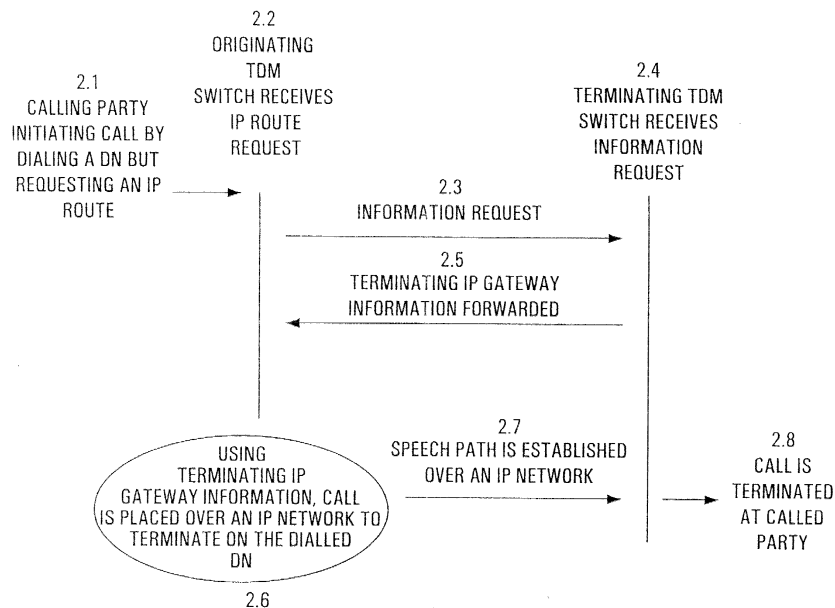 2.1
CALLING PARTY
INITIATING CALL BY
DIALING A DN BUT
REQUESTING AN IP
ROUTE
2.2
ORIGINATING
TDM
SWITCH RECEIVES
IP ROUTE
REQUEST
2.3
INFORMATION REQUEST
2.4
TERMINATING TDM
SWITCH RECEIVES
INFORMATION
REQUEST
2.5
TERMINATING IP GATEWAY
INFORMATION FORWARDED
USING
TERMINATING IP
GATEWAY INFORMATION, CALL
IS PLACED OVER AN IP NETWORK TO
TERMINATE ON THE DIALLED
DN
2.6
2.7
SPEECH PATH IS ESTABLISHED
OVER AN IP NETWORK
2.8
CALL IS
TERMINATED
AT CALLED
PARTY